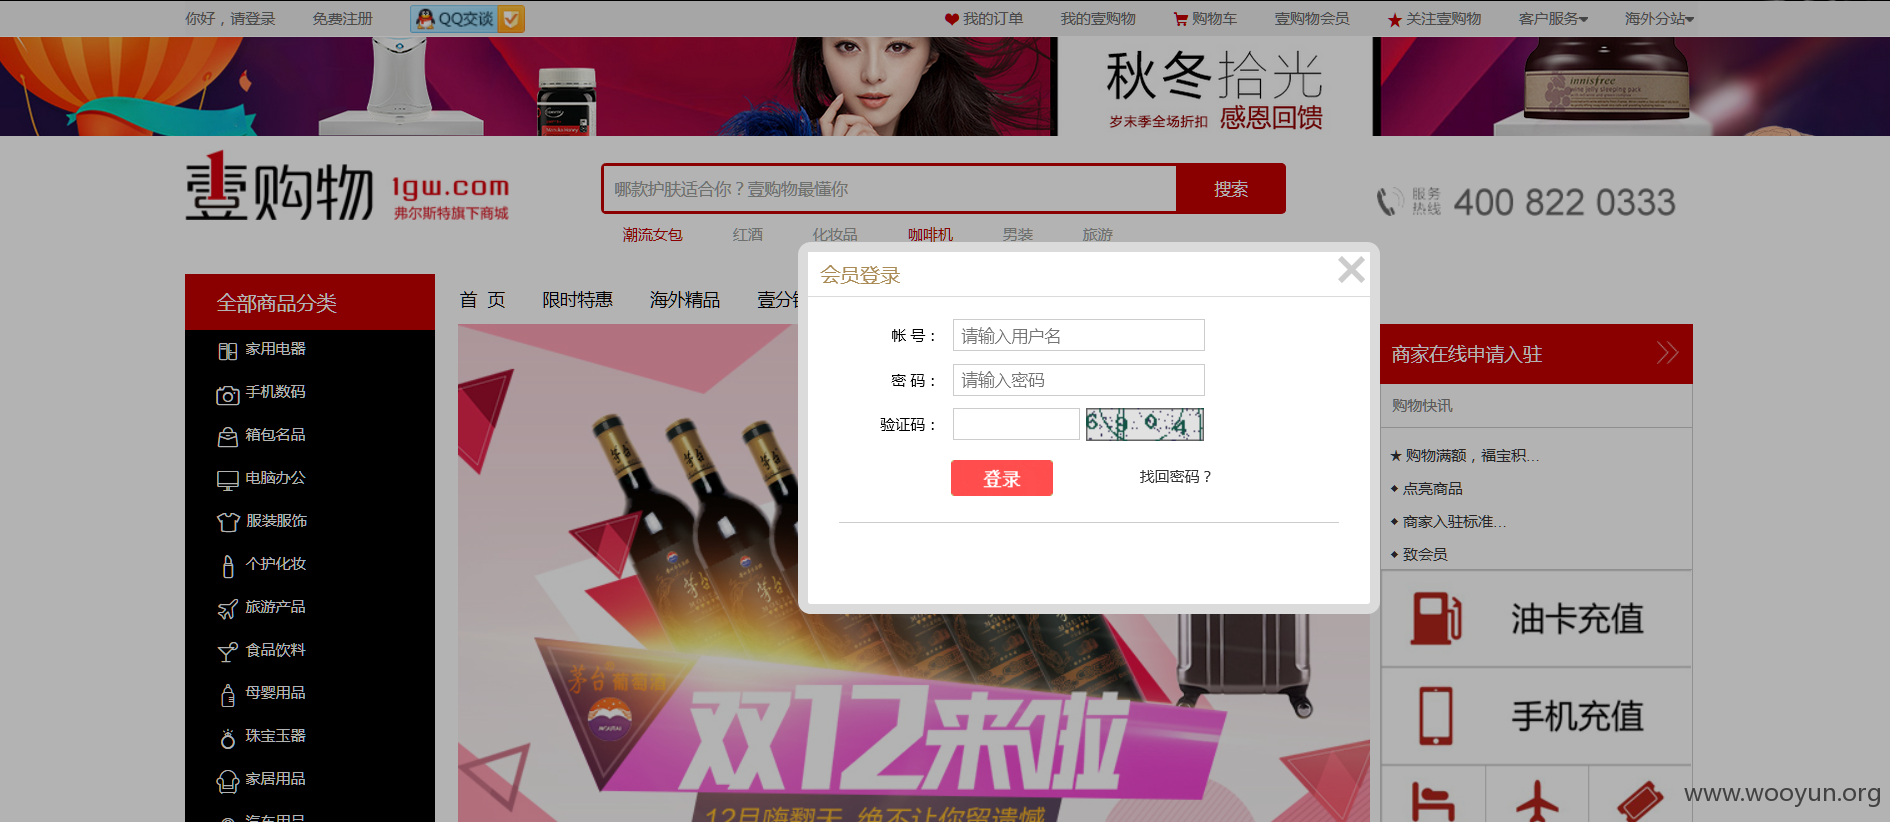 你好，请登录 免费注册 QQ交谈 我的订单 我的壹购物 购物车 壹购物会员 关注壹购物 客户服务 海外分站
秋冬拾光
岁末季全场折扣 感恩回馈
innisfree
壹购物 1gw.com
弗尔斯特旗下商城
哪款护肤适合你？壹购物最懂你 搜索
服务热线 400 822 0333
潮流女包 红酒 化妆品 咖啡机 男装 旅游
全部商品分类
首 页 限时特惠 海外精品
家用电器
手机数码
箱包名品
电脑办公
服装服饰
个护化妆
旅游产品
食品饮料
母婴用品
珠宝玉器
家居用品
汽车用品
会员登录
帐 号： 请输入用户名
密 码： 请输入密码
验证码： 6904
登录 找回密码？
茅台葡萄酒
MOUTAI
双12来啦
12月嗨翻天 绝不让你留遗憾
商家在线申请入驻
购物快讯
★ 购物满额，福宝积...
◆ 点亮商品
◆ 商家入驻标准...
◆ 致会员
油卡充值
手机充值
www.wooyun.org